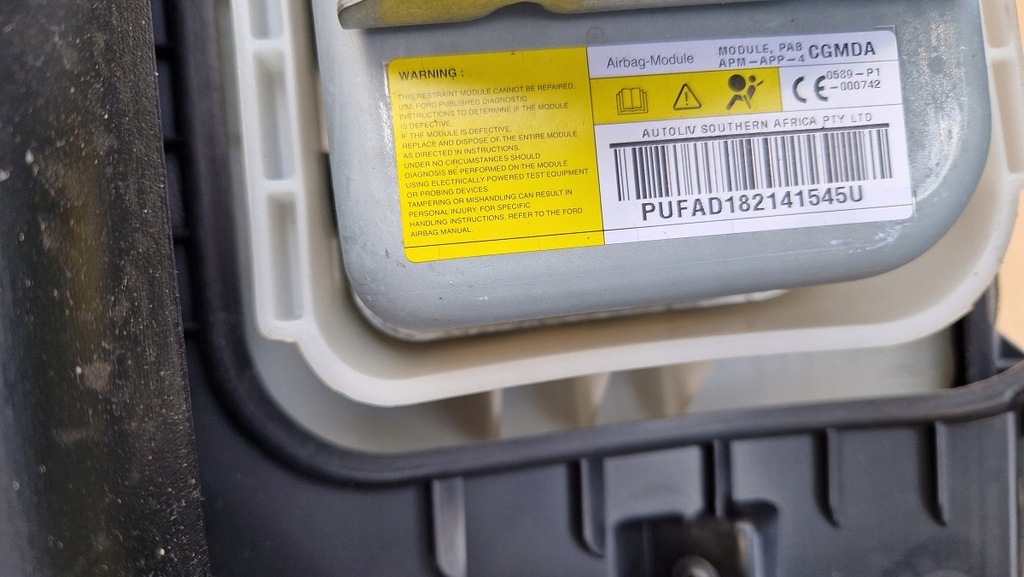 WARNING :
THIS RESTRAINT MODULE CANNOT BE REPAIRED.
USE FORD PUBLISHED DIAGNOSTIC
INSTRUCTIONS TO DETERMINE IF THE MODULE
IS DEFECTIVE.
IF THE MODULE IS DEFECTIVE,
REPLACE AND DISPOSE OF THE ENTIRE MODULE
AS DIRECTED IN INSTRUCTIONS.
UNDER NO CIRCUMSTANCES SHOULD
DIAGNOSIS BE PERFORMED ON THE MODULE
USING ELECTRICALLY POWERED TEST EQUIPMENT
OR PROBING DEVICES.
TAMPERING OR MISHANDLING CAN RESULT IN
PERSONAL INJURY. FOR SPECIFIC
HANDLING INSTRUCTIONS, REFER TO THE FORD
AIRBAG MANUAL.
Airbag-Module
MODULE, PAB CGMDA
APM-APP-4
CE 0589-P1
-000742
AUTOLIV SOUTHERN AFRICA PTY LTD
PUFAD182141545U